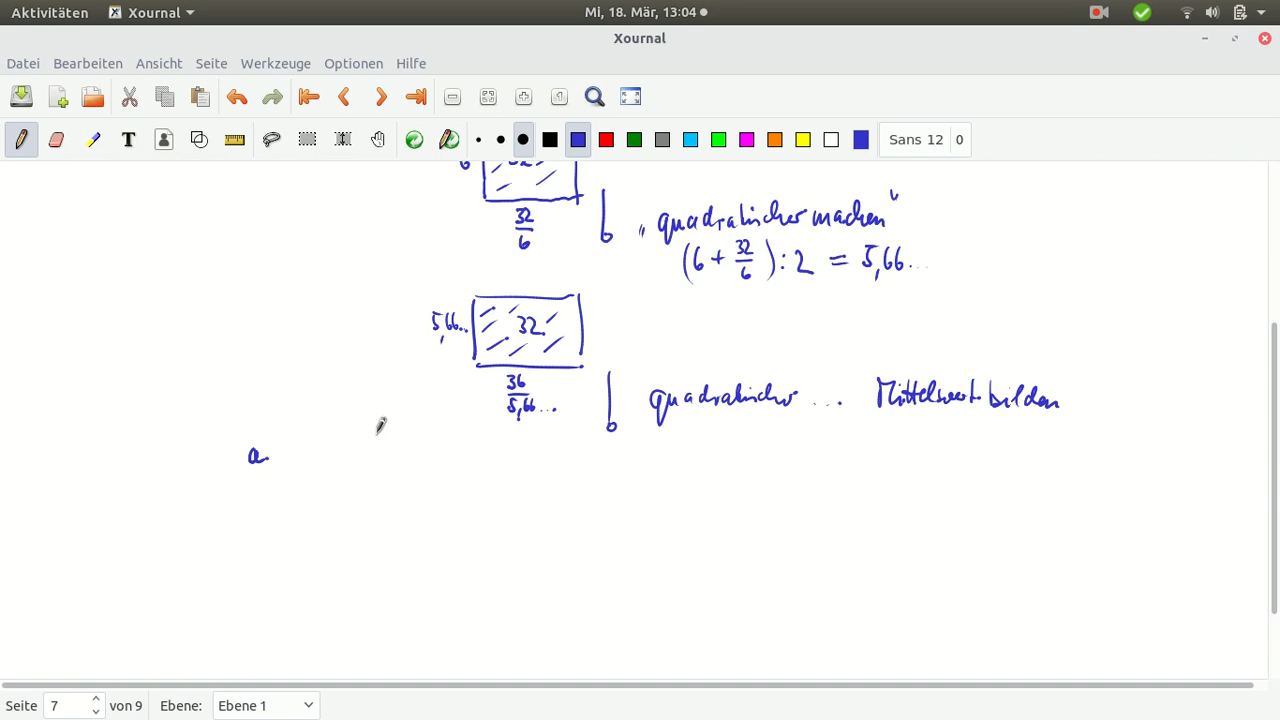 Aktivitäten Xournal Mi, 18. Mär, 13:04
Xournal
Datei Bearbeiten Ansicht Seite Werkzeuge Optionen Hilfe
Sans 12 0
6 32
32
6
„quadratischer machen“
(6 + 32/6) : 2 = 5,66...
5,66.. 32
36
5,66...
quadratischer ... Mittelwert bilden
a
Seite 7 von 9 Ebene: Ebene 1